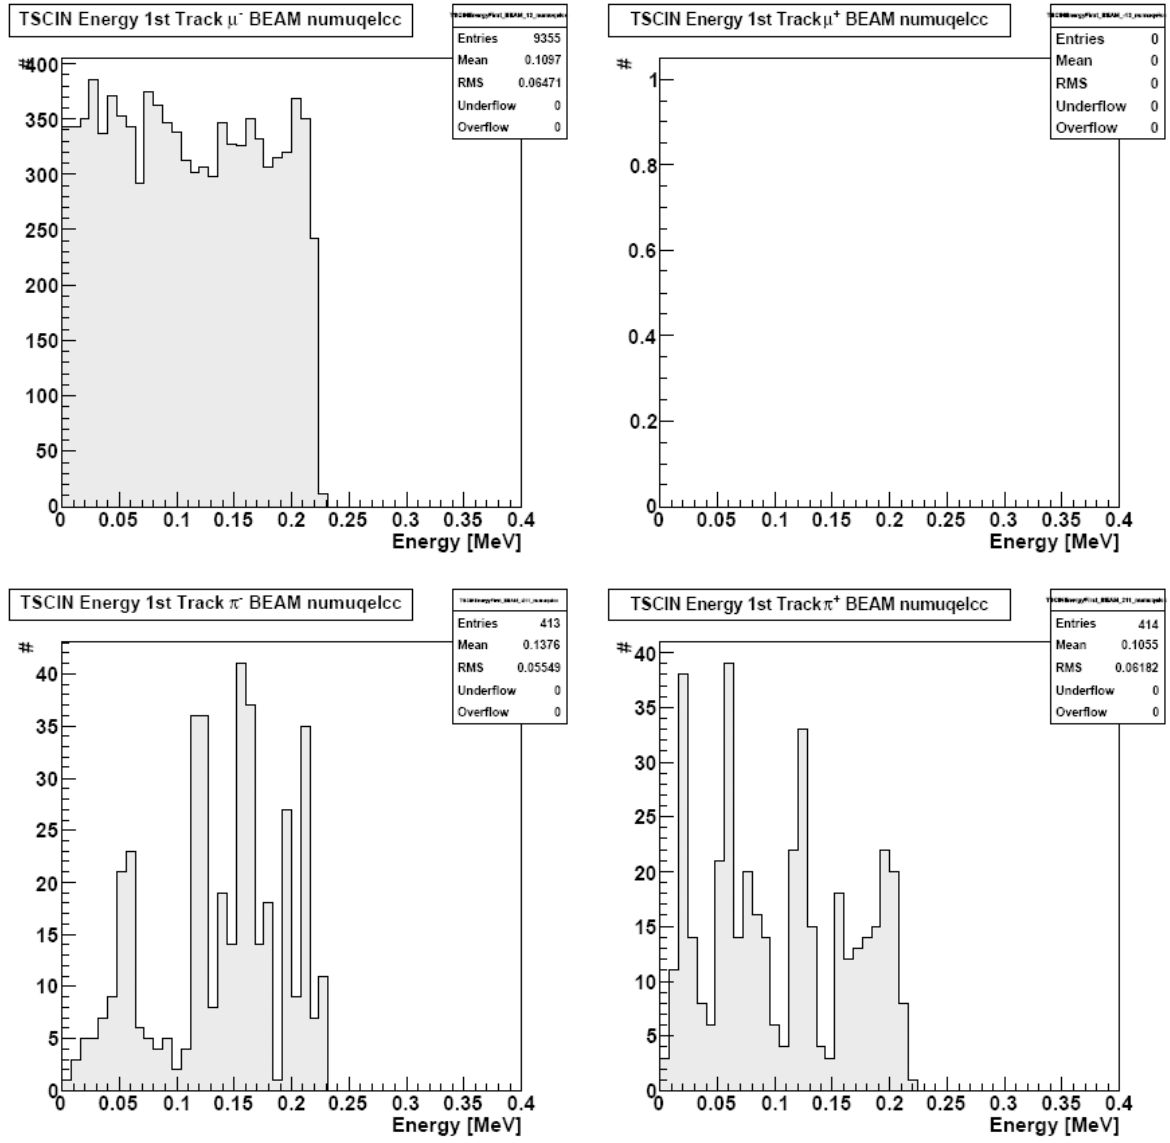 TSCIN Energy 1st Track μ- BEAM numuqelcc
Entries 9355
Mean 0.1097
RMS 0.06471
Underflow 0
Overflow 0
#
400
350
300
250
200
150
100
50
0
0 0.05 0.1 0.15 0.2 0.25 0.3 0.35 0.4
Energy [MeV]
TSCIN Energy 1st Track μ+ BEAM numuqelcc
Entries 0
Mean 0
RMS 0
Underflow 0
Overflow 0
#
1
0.8
0.6
0.4
0.2
0
0 0.05 0.1 0.15 0.2 0.25 0.3 0.35 0.4
Energy [MeV]
TSCIN Energy 1st Track π- BEAM numuqelcc
Entries 413
Mean 0.1376
RMS 0.05549
Underflow 0
Overflow 0
#
40
35
30
25
20
15
10
5
0
0 0.05 0.1 0.15 0.2 0.25 0.3 0.35 0.4
Energy [MeV]
TSCIN Energy 1st Track π+ BEAM numuqelcc
Entries 414
Mean 0.1055
RMS 0.06182
Underflow 0
Overflow 0
#
40
35
30
25
20
15
10
5
0
0 0.05 0.1 0.15 0.2 0.25 0.3 0.35 0.4
Energy [MeV]